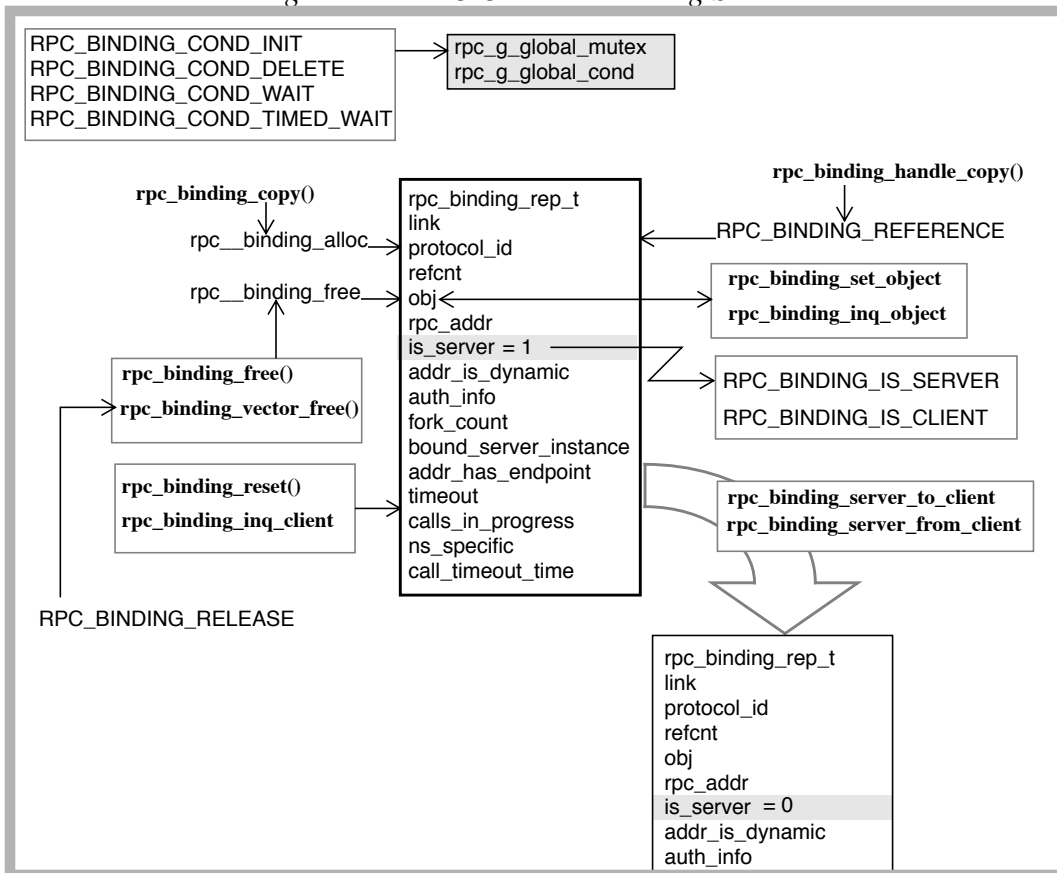 RPC_BINDING_COND_INIT
RPC_BINDING_COND_DELETE
RPC_BINDING_COND_WAIT
RPC_BINDING_COND_TIMED_WAIT
rpc_g_global_mutex
rpc_g_global_cond
rpc_binding_copy()
rpc__binding_alloc
rpc__binding_free
rpc_binding_free()
rpc_binding_vector_free()
rpc_binding_reset()
rpc_binding_inq_client
RPC_BINDING_RELEASE
rpc_binding_rep_t
link
protocol_id
refcnt
obj
rpc_addr
is_server = 1
addr_is_dynamic
auth_info
fork_count
bound_server_instance
addr_has_endpoint
timeout
calls_in_progress
ns_specific
call_timeout_time
rpc_binding_handle_copy()
RPC_BINDING_REFERENCE
rpc_binding_set_object
rpc_binding_inq_object
RPC_BINDING_IS_SERVER
RPC_BINDING_IS_CLIENT
rpc_binding_server_to_client
rpc_binding_server_from_client
rpc_binding_rep_t
link
protocol_id
refcnt
obj
rpc_addr
is_server = 0
addr_is_dynamic
auth_info